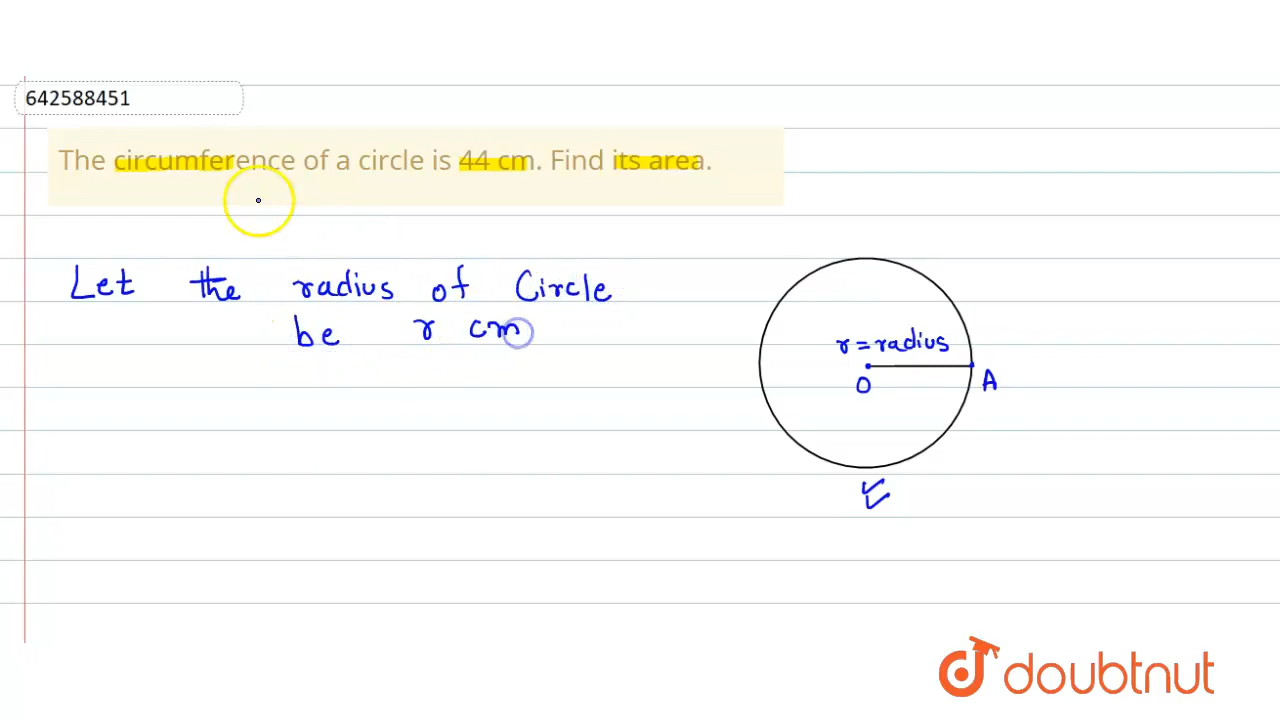 642588451
The circumference of a circle is 44 cm. Find its area.
Let the radius of Circle
be r cm
r = radius
O
A
doubtnut